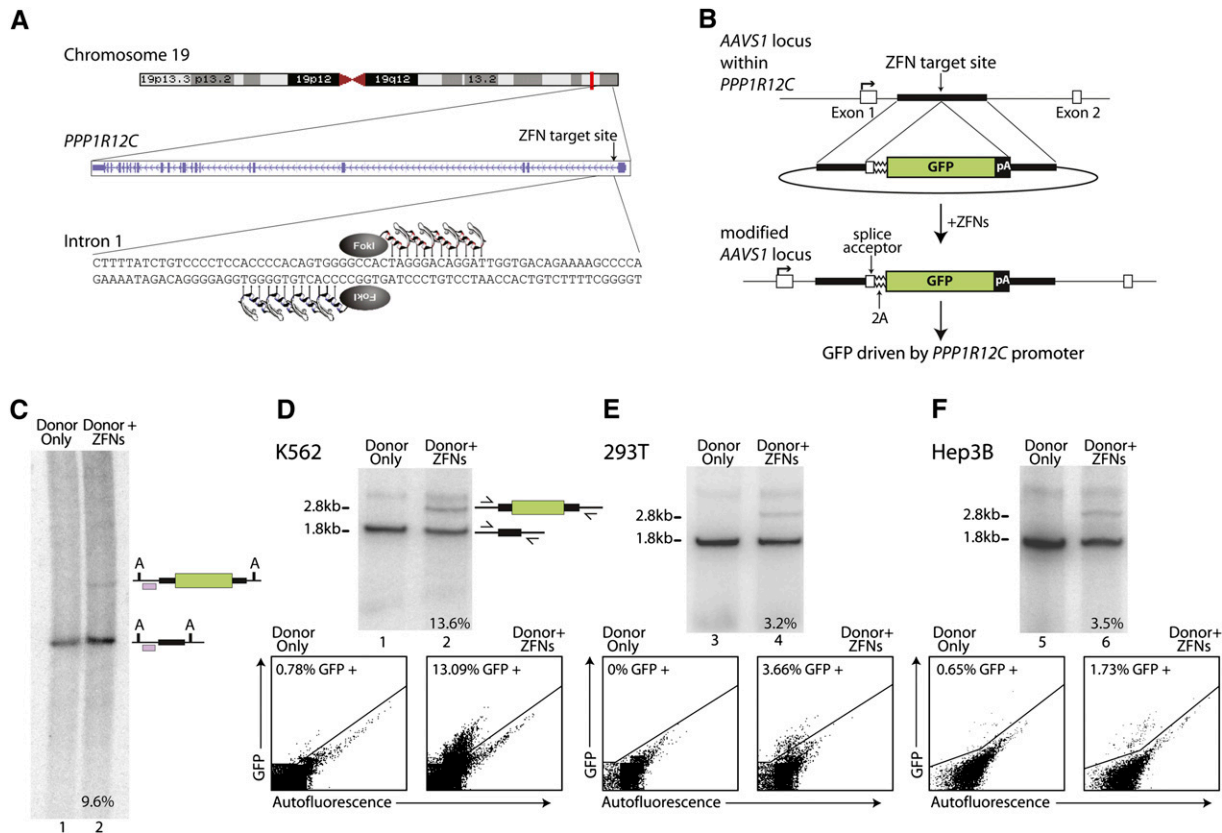 A
Chromosome 19
19p13.3 p13.2 19p12 19q12 13.2
PPP1R12C
ZFN target site
Intron 1
FokI
CTTTTATCTGTCCCCTCCACCCCACAGTGGGGCCACTAGGGACAGGATTGGTGACAGAAAAGCCCCA
GAAAATAGACAGGGGAGGTGGGGTGTCACCCCGGTGATCCCTGTCCTAACCACTGTCTTTTCGGGGT
FokI
B
AAVS1 locus
within
PPP1R12C
ZFN target site
Exon 1
Exon 2
GFP
pA
+ZFNs
modified
AAVS1 locus
splice
acceptor
GFP
pA
2A
GFP driven by PPP1R12C promoter
C
Donor Only
Donor + ZFNs
A A
A A
9.6%
1 2
D
K562
Donor Only
Donor+ ZFNs
2.8kb
1.8kb
13.6%
1 2
Donor Only
Donor+ ZFNs
0.78% GFP +
13.09% GFP +
GFP
Autofluorescence
E
293T
Donor Only
Donor+ ZFNs
2.8kb
1.8kb
3.2%
3 4
Donor Only
Donor+ ZFNs
0% GFP +
3.66% GFP +
GFP
Autofluorescence
F
Hep3B
Donor Only
Donor+ ZFNs
2.8kb
1.8kb
3.5%
5 6
Donor Only
Donor+ ZFNs
0.65% GFP +
1.73% GFP +
GFP
Autofluorescence